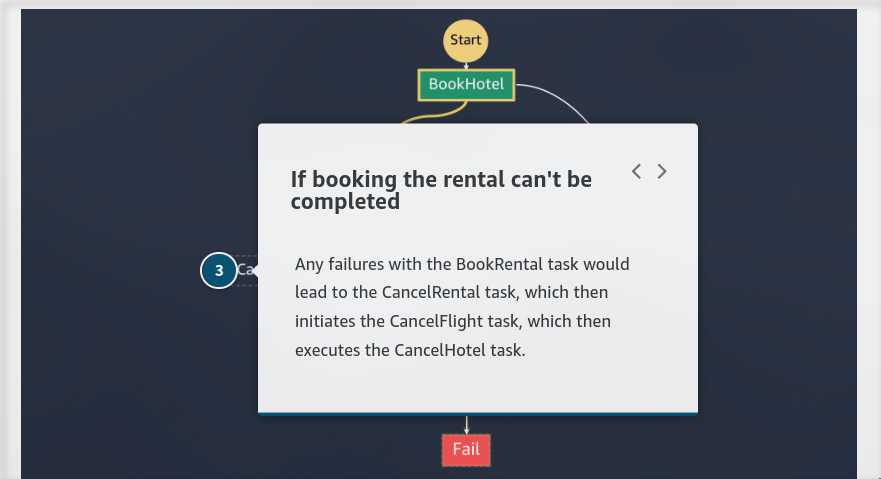 Start
BookHotel
If booking the rental can't be
completed
Any failures with the BookRental task would
lead to the CancelRental task, which then
initiates the CancelFlight task, which then
executes the CancelHotel task.
3
Ca
Fail